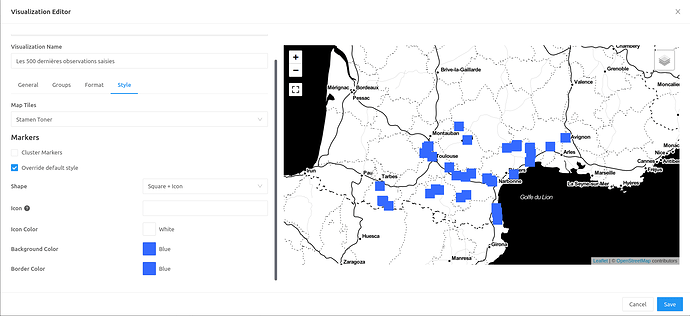 Visualization Editor
Visualization Name
Les 500 dernières observations saisies
General
Groups
Format
Style
Map Tiles
Stamen Toner
Markers
Cluster Markers
Override default style
Shape
Square + Icon
Icon
Icon Color
White
Background Color
Blue
Border Color
Blue
+
−
Brive-la-Gaillarde
Grenoble
Valence
Moncalieri
Mérignac
Bordeaux
Pessac
Montauban
Toulouse
Avignon
Arles
Irun
Pau
Tarbes
Béziers
Narbonne
Marseille
La Seyne-sur-Mer
Hyères
Nice
Cannes
Antibes
Fréjus
Golfe du Lion
Huesca
Girona
Manresa
Zaragoza
Leaflet | © OpenStreetMap contributors
Cancel
Save